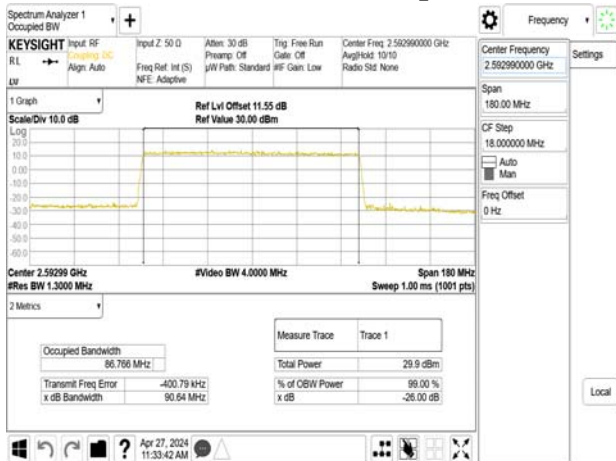 Spectrum Analyzer 1
Occupied BW
Frequency
KEYSIGHT
RL
Input: RF
Coupling: DC
Align: Auto
Input Z: 50 Ω
Freq Ref: Int (S)
NFE: Adaptive
Atten: 30 dB
Preamp: Off
µW Path: Standard
Trig: Free Run
Gate: Off
#IF Gain: Low
Center Freq: 2.592990000 GHz
Avg|Hold: 10/10
Radio Std: None
Center Frequency
2.592990000 GHz
Settings
Span
180.00 MHz
CF Step
18.000000 MHz
Auto
Man
Freq Offset
0 Hz
Local
1 Graph
Scale/Div 10.0 dB
Ref Lvl Offset 11.55 dB
Ref Value 30.00 dBm
Log
20.0
10.0
0.00
-10.0
-20.0
-30.0
-40.0
-50.0
-60.0
Center 2.59299 GHz
#Video BW 4.0000 MHz
Span 180 MHz
#Res BW 1.3000 MHz
Sweep 1.00 ms (1001 pts)
2 Metrics
Measure Trace
Trace 1
Occupied Bandwidth
86.766 MHz
Total Power
29.9 dBm
Transmit Freq Error
-400.79 kHz
% of OBW Power
99.00 %
x dB Bandwidth
90.64 MHz
x dB
-26.00 dB
?
Apr 27, 2024
11:33:42 AM